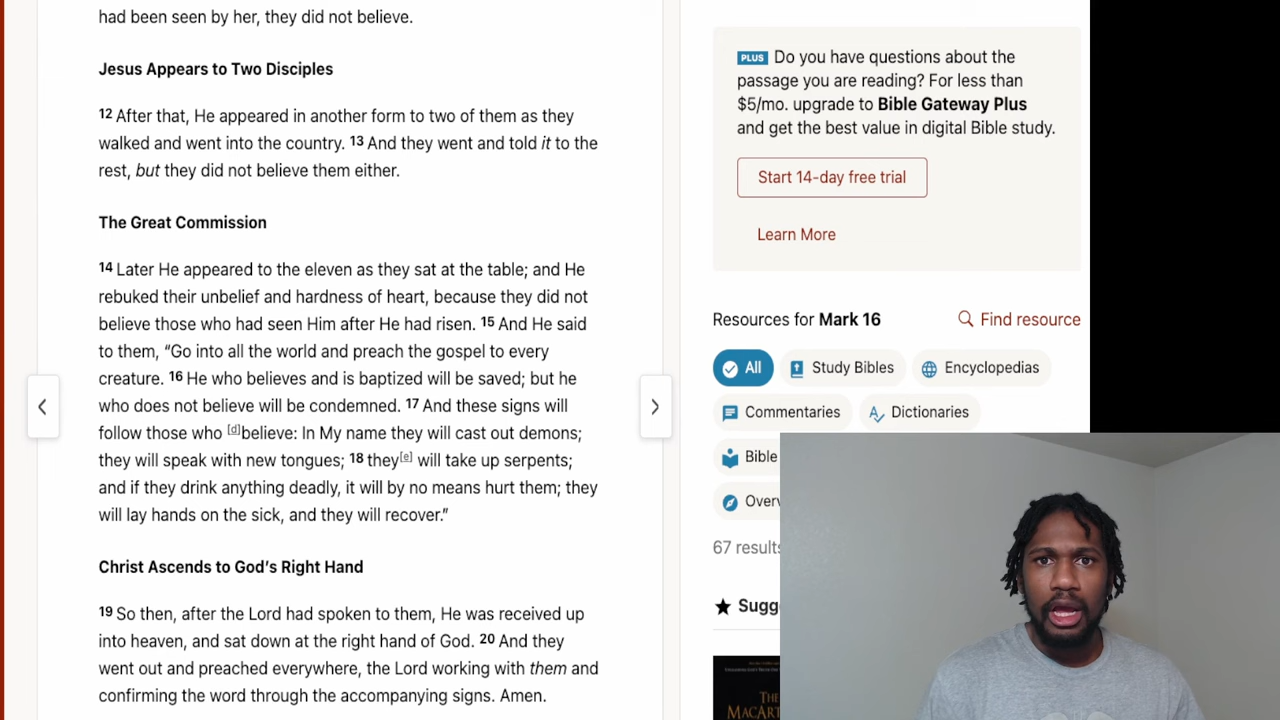 had been seen by her, they did not believe.
Jesus Appears to Two Disciples
12 After that, He appeared in another form to two of them as they
walked and went into the country. 13 And they went and told it to the
rest, but they did not believe them either.
The Great Commission
14 Later He appeared to the eleven as they sat at the table; and He
rebuked their unbelief and hardness of heart, because they did not
believe those who had seen Him after He had risen. 15 And He said
to them, “Go into all the world and preach the gospel to every
creature. 16 He who believes and is baptized will be saved; but he
who does not believe will be condemned. 17 And these signs will
follow those who [d]believe: In My name they will cast out demons;
they will speak with new tongues; 18 they[e] will take up serpents;
and if they drink anything deadly, it will by no means hurt them; they
will lay hands on the sick, and they will recover.”
Christ Ascends to God’s Right Hand
19 So then, after the Lord had spoken to them, He was received up
into heaven, and sat down at the right hand of God. 20 And they
went out and preached everywhere, the Lord working with them and
confirming the word through the accompanying signs. Amen.
PLUS Do you have questions about the
passage you are reading? For less than
$5/mo. upgrade to Bible Gateway Plus
and get the best value in digital Bible study.
Start 14-day free trial
Learn More
Resources for Mark 16 Find resource
All Study Bibles Encyclopedias
Commentaries Dictionaries
Bible
Overv
67 results
Sugg
THE
MACART